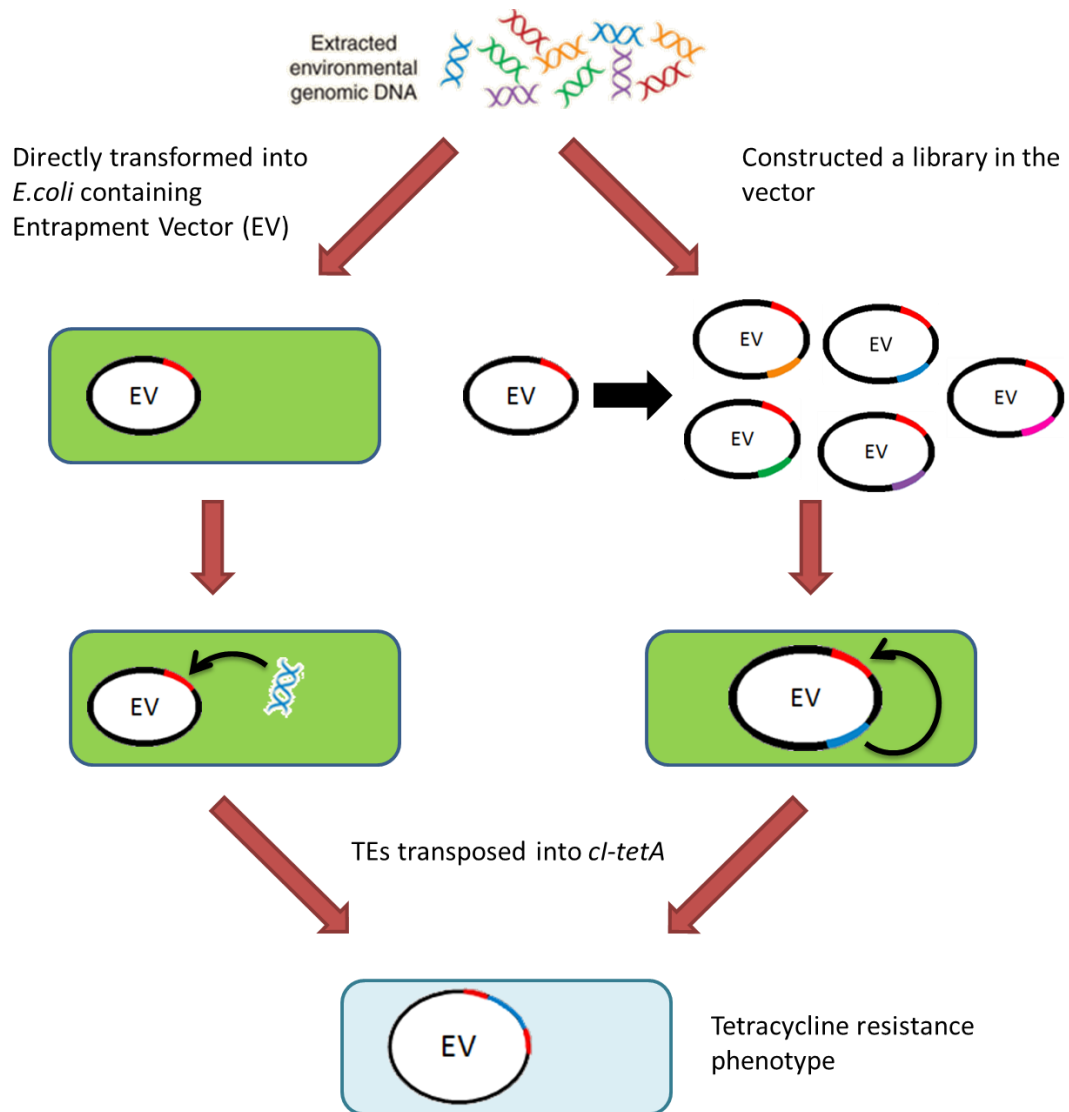 Extracted
environmental
genomic DNA
Directly transformed into
E.coli containing
Entrapment Vector (EV)
Constructed a library in the
vector
EV
EV
EV
EV
EV
EV
EV
EV
EV
EV
TEs transposed into cI-tetA
EV
Tetracycline resistance
phenotype